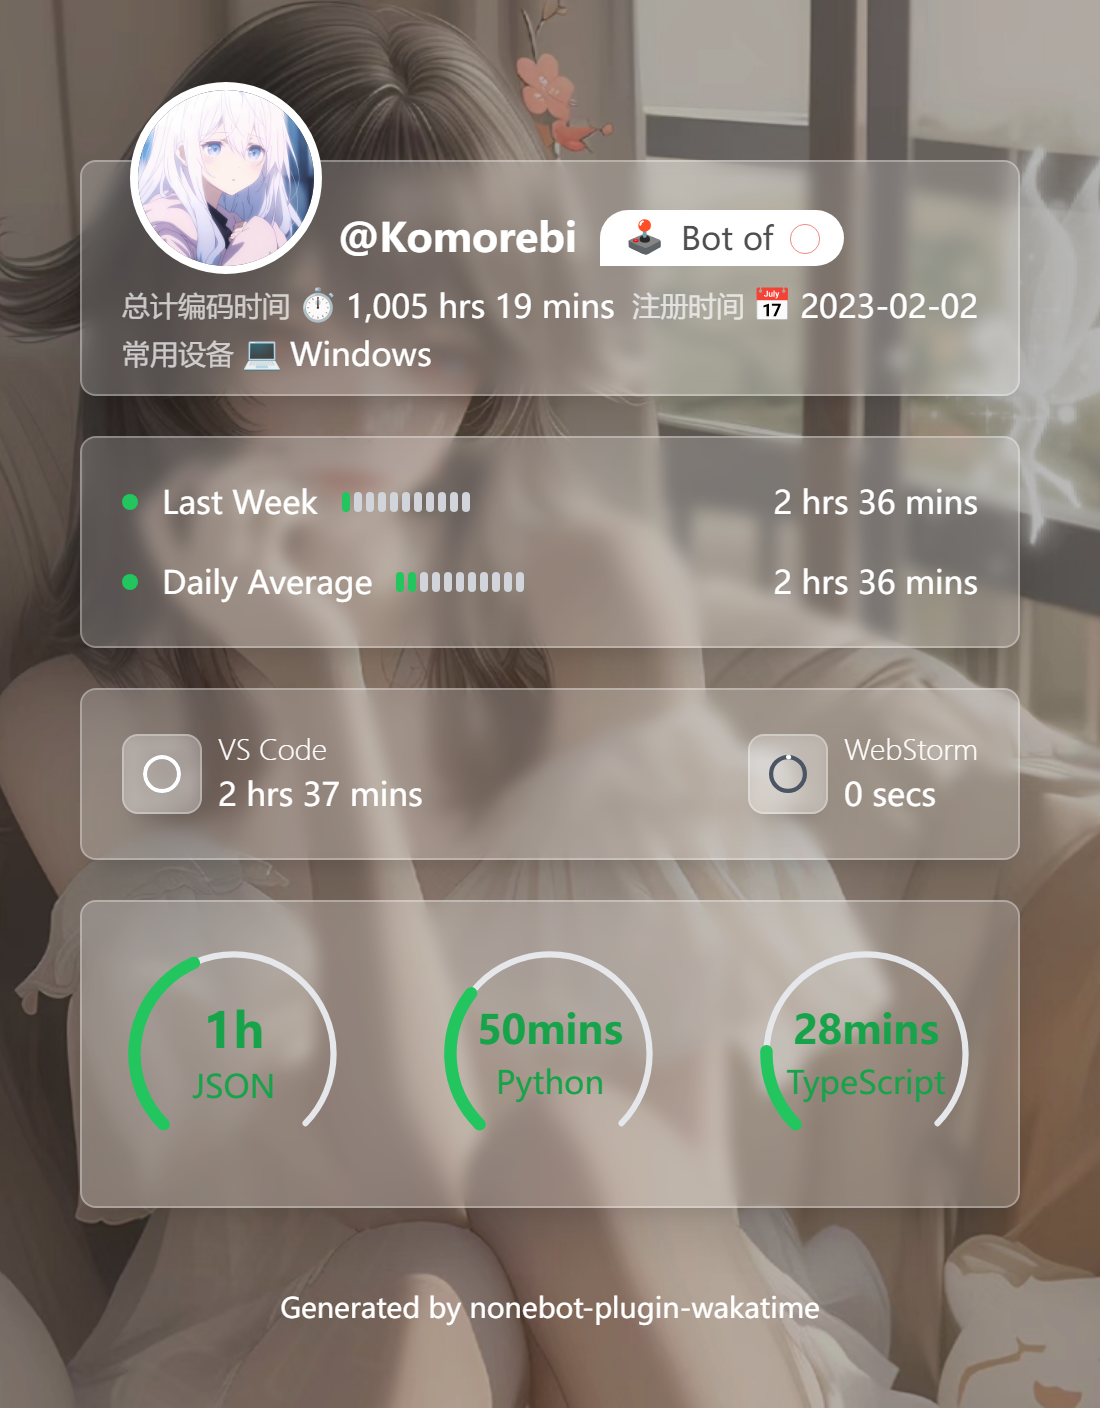 @Komorebi 🕹️ Bot of ⭕
总计编码时间 ⏱️ 1,005 hrs 19 mins 注册时间 📅 2023-02-02
常用设备 💻 Windows
Last Week 2 hrs 36 mins
Daily Average 2 hrs 36 mins
VS Code WebStorm
2 hrs 37 mins 0 secs
1h 50mins 28mins
JSON Python TypeScript
Generated by nonebot-plugin-wakatime